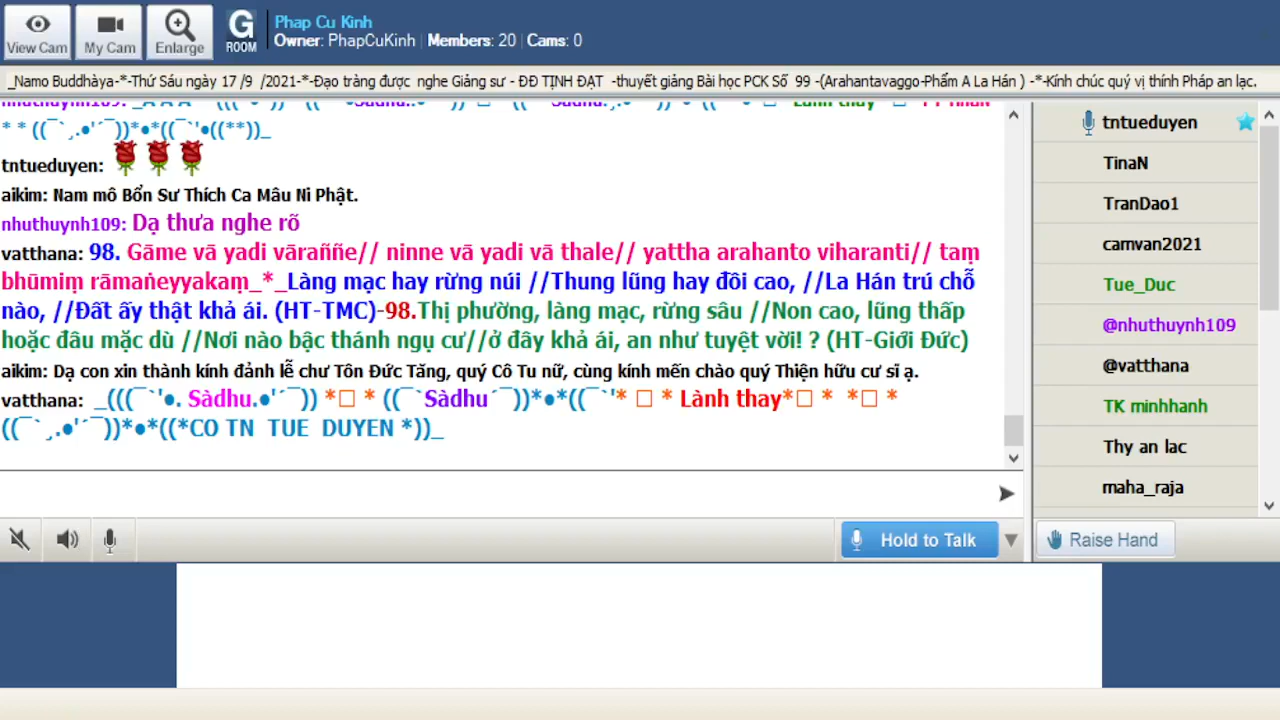 View Cam
My Cam
Enlarge
G
ROOM
Phap Cu Kinh
Owner: PhapCuKinh | Members: 20 | Cams: 0
_Namo Buddhàya-*-Thứ Sáu ngày 17 /9 /2021-*-Đạo tràng được nghe Giảng sư - ĐĐ TỊNH ĐẠT -thuyết giảng Bài học PCK Số 99 -(Arahantavaggo-Phẩm A La Hán ) -*-Kính chúc quý vị thính Pháp an lạc.
* * ((¯`¸.●'´¯))*●*((¯`'●((**))_
tntueduyen:
aikim: Nam mô Bổn Sư Thích Ca Mâu Ni Phật.
nhuthuynh109: Dạ thưa nghe rõ
vatthana: 98. Gāme vā yadi vāraññe// ninne vā yadi vā thale// yattha arahanto viharanti// taṃ
bhūmiṃ rāmaṅeyyakaṃ_*_Làng mạc hay rừng núi //Thung lũng hay đồi cao, //La Hán trú chỗ
nào, //Đất ấy thật khả ái. (HT-TMC)-98.Thị phường, làng mạc, rừng sâu //Non cao, lũng thấp
hoặc đâu mặc dù //Nơi nào bậc thánh ngụ cư//ở đây khả ái, an như tuyệt vời! ? (HT-Giới Đức)
aikim: Dạ con xin thành kính đảnh lễ chư Tôn Đức Tăng, quý Cô Tu nữ, cùng kính mến chào quý Thiện hữu cư sĩ ạ.
vatthana: _(((¯`'●. Sàdhu.●'´¯)) *□ * ((¯`Sàdhu´¯))*●*((¯`'* □ * Lành thay*□ * *□ *
((¯`¸.●'´¯))*●*((*CO TN TUE DUYEN *))_
tntueduyen
TinaN
TranDao1
camvan2021
Tue_Duc
@nhuthuynh109
@vatthana
TK minhhanh
Thy an lac
maha_raja
Hold to Talk
Raise Hand